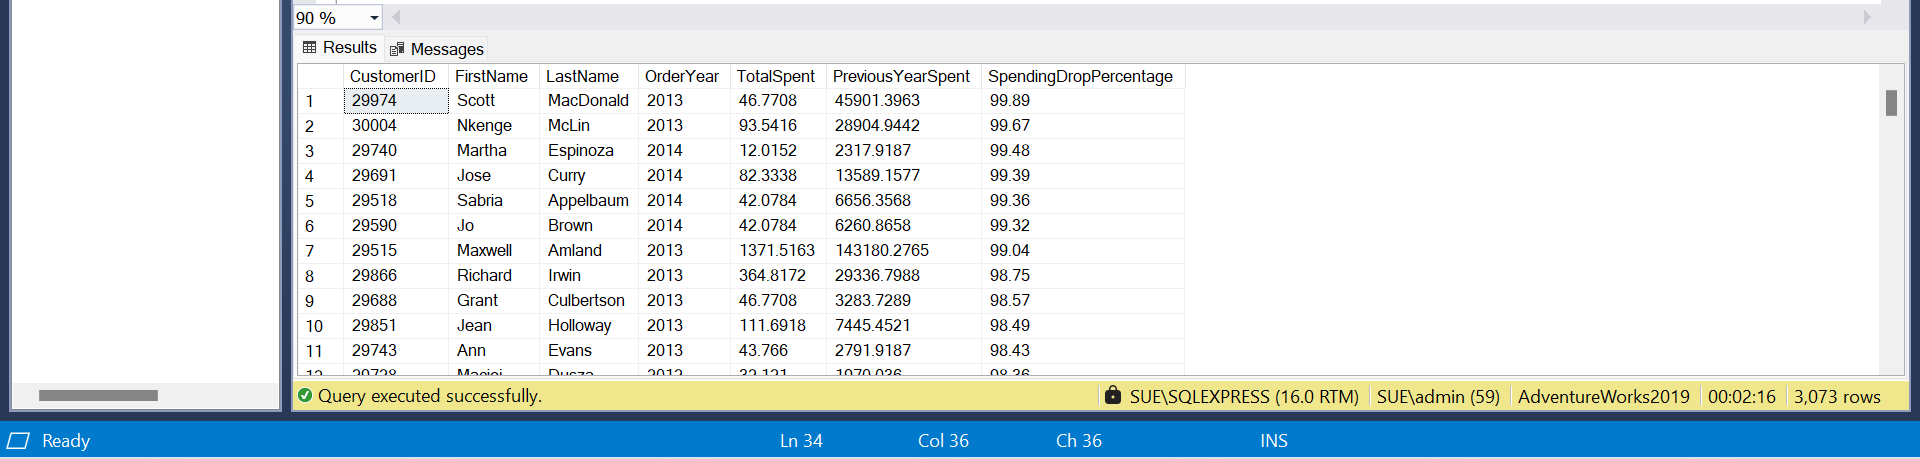 90 %
Results Messages
CustomerID FirstName LastName OrderYear TotalSpent PreviousYearSpent SpendingDropPercentage
1 29974 Scott MacDonald 2013 46.7708 45901.3963 99.89
2 30004 Nkenge McLin 2013 93.5416 28904.9442 99.67
3 29740 Martha Espinoza 2014 12.0152 2317.9187 99.48
4 29691 Jose Curry 2014 82.3338 13589.1577 99.39
5 29518 Sabria Appelbaum 2014 42.0784 6656.3568 99.36
6 29590 Jo Brown 2014 42.0784 6260.8658 99.32
7 29515 Maxwell Amland 2013 1371.5163 143180.2765 99.04
8 29866 Richard Irwin 2013 364.8172 29336.7988 98.75
9 29688 Grant Culbertson 2013 46.7708 3283.7289 98.57
10 29851 Jean Holloway 2013 111.6918 7445.4521 98.49
11 29743 Ann Evans 2013 43.766 2791.9187 98.43
Query executed successfully. SUE\SQLEXPRESS (16.0 RTM) SUE\admin (59) AdventureWorks2019 00:02:16 3,073 rows
Ready Ln 34 Col 36 Ch 36 INS